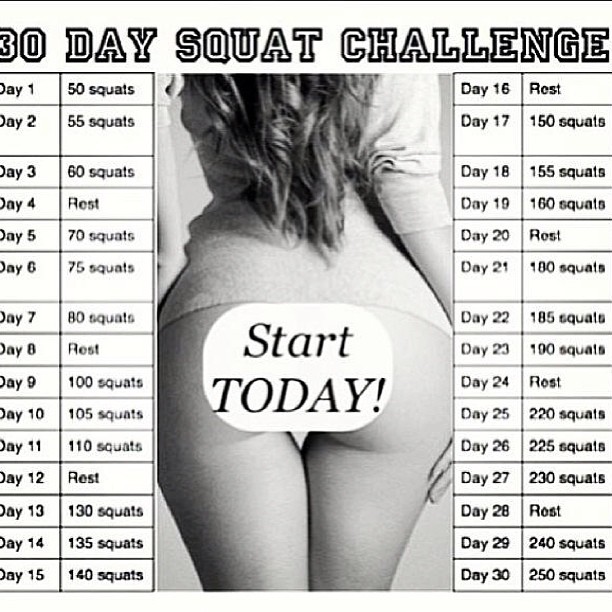 30 DAY SQUAT CHALLENGE
Day 1 50 squats
Day 2 55 squats
Day 3 60 squats
Day 4 Rest
Day 5 70 squats
Day 6 75 squats
Day 7 80 squats
Day 8 Rest
Day 9 100 squats
Day 10 105 squats
Day 11 110 squats
Day 12 Rest
Day 13 130 squats
Day 14 135 squats
Day 15 140 squats
Start
TODAY!
Day 16 Rest
Day 17 150 squats
Day 18 155 squats
Day 19 160 squats
Day 20 Rest
Day 21 180 squats
Day 22 185 squats
Day 23 190 squats
Day 24 Rest
Day 25 220 squats
Day 26 225 squats
Day 27 230 squats
Day 28 Rest
Day 29 240 squats
Day 30 250 squats